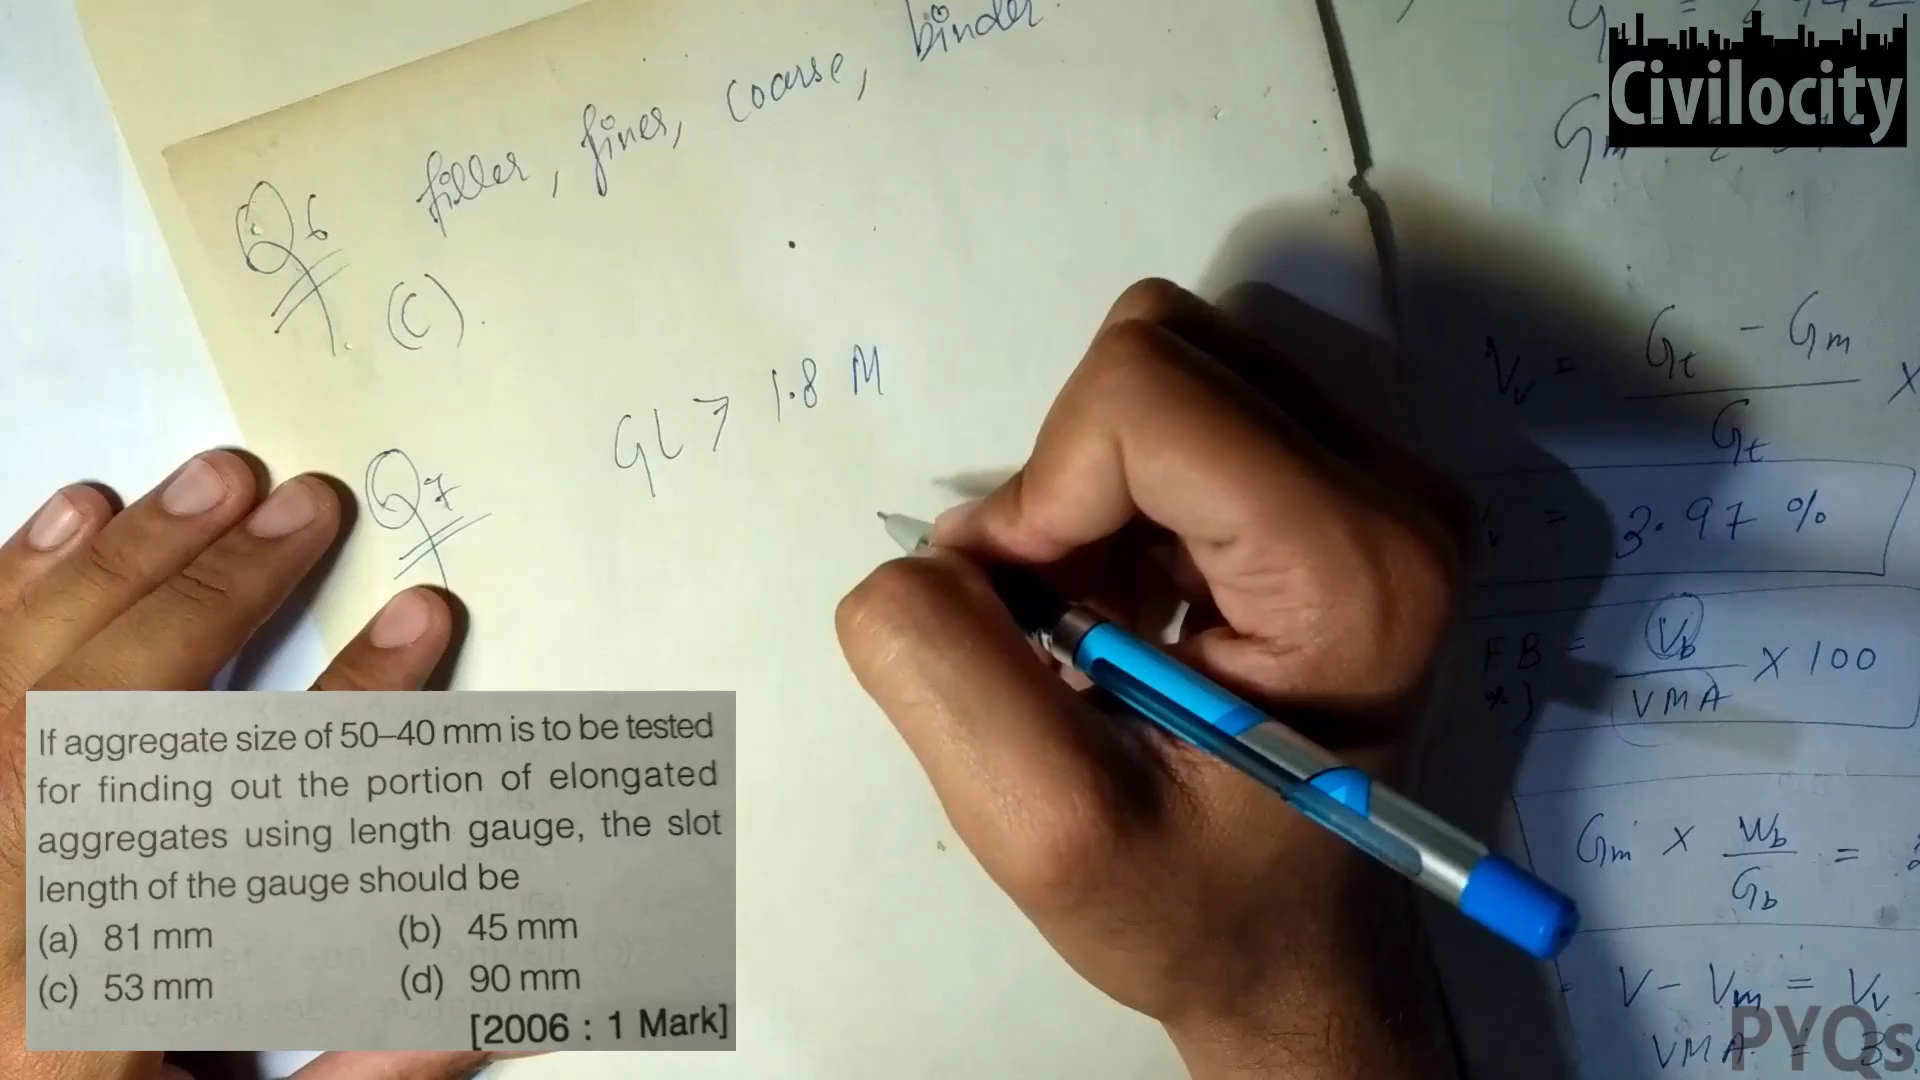 filler, fines, coarse, binder
Q6
(C).
GL > 1.8 M
Q7
Civilocity
Gm
Vv = Gt - Gm / Gt ×
= 3.97 %
FB = Vb / VMA × 100
Gm × Wb / Gb =
V - Vm = Vv
VMA =
PYQs
If aggregate size of 50–40 mm is to be tested
for finding out the portion of elongated
aggregates using length gauge, the slot
length of the gauge should be
(a) 81 mm (b) 45 mm
(c) 53 mm (d) 90 mm
[2006 : 1 Mark]